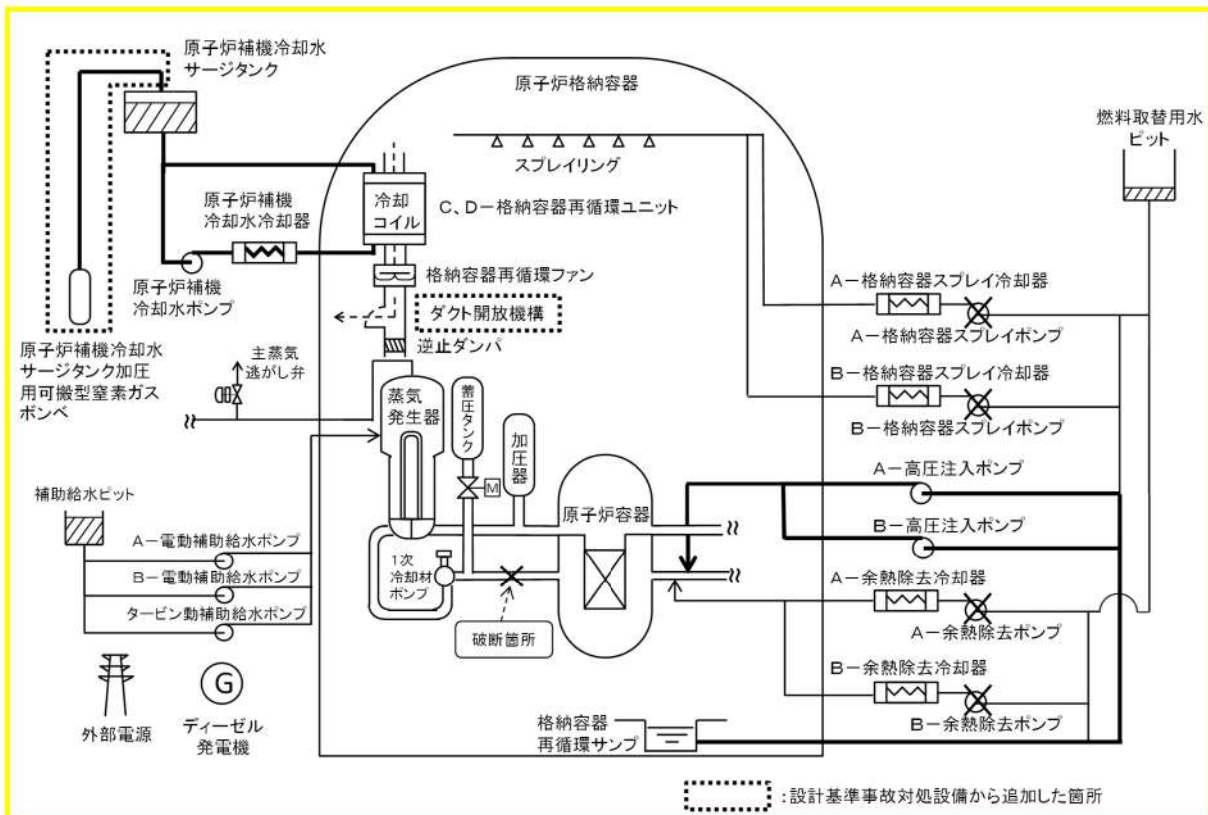 原子炉補機冷却水
サージタンク
原子炉格納容器
燃料取替用水
ピット
スプレイリング
原子炉補機
冷却水冷却器
冷却
コイル
C、D-格納容器再循環ユニット
原子炉補機
冷却水ポンプ
格納容器再循環ファン
ダクト開放機構
逆止ダンパ
A-格納容器スプレイ冷却器
A-格納容器スプレイポンプ
B-格納容器スプレイ冷却器
B-格納容器スプレイポンプ
原子炉補機冷却水
サージタンク加圧
用可搬型窒素ガス
ボンベ
主蒸気
逃がし弁
蒸気
発生器
蓄圧タンク
加圧器
M
原子炉容器
A-高圧注入ポンプ
B-高圧注入ポンプ
補助給水ピット
A-電動補助給水ポンプ
B-電動補助給水ポンプ
タービン動補助給水ポンプ
1次
冷却材
ポンプ
破断箇所
A-余熱除去冷却器
A-余熱除去ポンプ
B-余熱除去冷却器
B-余熱除去ポンプ
外部電源
G
ディーゼル
発電機
格納容器
再循環サンプ
:設計基準事故対処設備から追加した箇所